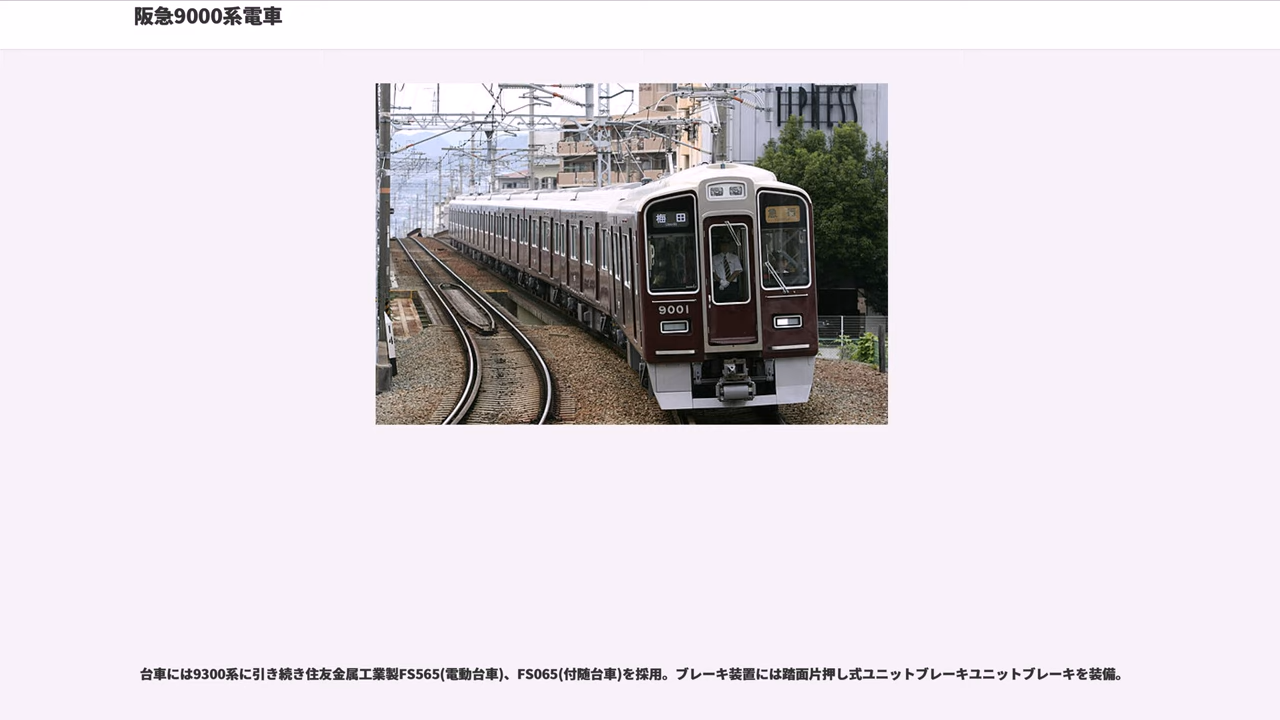 阪急9000系電車
梅田
急行
9001
台車には9300系に引き続き住友金属工業製FS565(電動台車)、FS065(付随台車)を採用。ブレーキ装置には踏面片押し式ユニットブレーキユニットブレーキを装備。